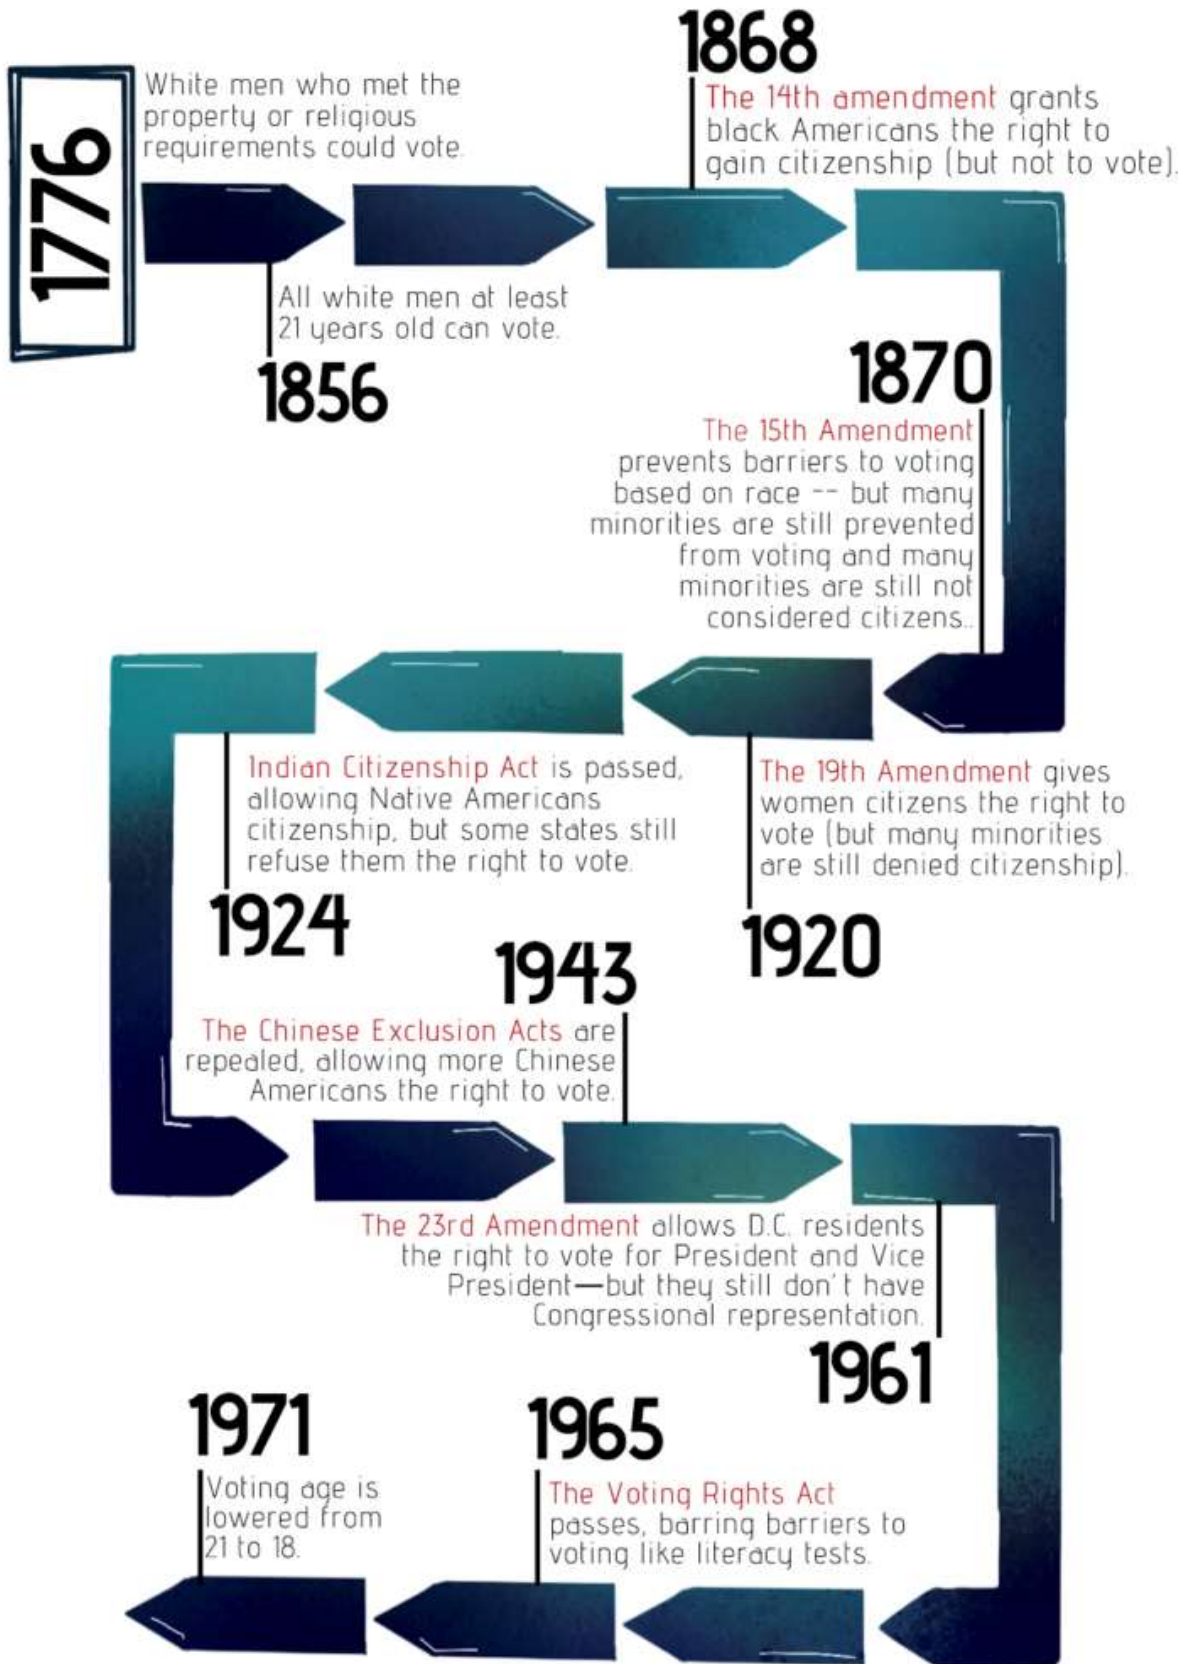 1776
White men who met the
property or religious
requirements could vote.
All white men at least
21 years old can vote.
1856
1868
The 14th amendment grants
black Americans the right to
gain citizenship (but not to vote).
1870
The 15th Amendment
prevents barriers to voting
based on race -- but many
minorities are still prevented
from voting and many
minorities are still not
considered citizens..
The 19th Amendment gives
women citizens the right to
vote (but many minorities
are still denied citizenship).
1920
Indian Citizenship Act is passed,
allowing Native Americans
citizenship, but some states still
refuse them the right to vote.
1924
1943
The Chinese Exclusion Acts are
repealed, allowing more Chinese
Americans the right to vote.
The 23rd Amendment allows D.C. residents
the right to vote for President and Vice
President—but they still don't have
Congressional representation.
1961
1965
The Voting Rights Act
passes, barring barriers to
voting like literacy tests.
1971
Voting age is
lowered from
21 to 18.